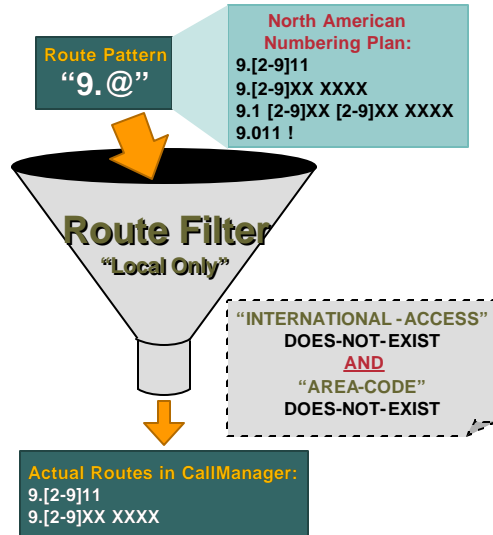 Route Pattern
“9.@”
North American
Numbering Plan:
9.[2-9]11
9.[2-9]XX XXXX
9.1 [2-9]XX [2-9]XX XXXX
9.011 !
Route Filter
“Local Only”
“INTERNATIONAL-ACCESS”
DOES-NOT-EXIST
AND
“AREA-CODE”
DOES-NOT-EXIST
Actual Routes in CallManager:
9.[2-9]11
9.[2-9]XX XXXX